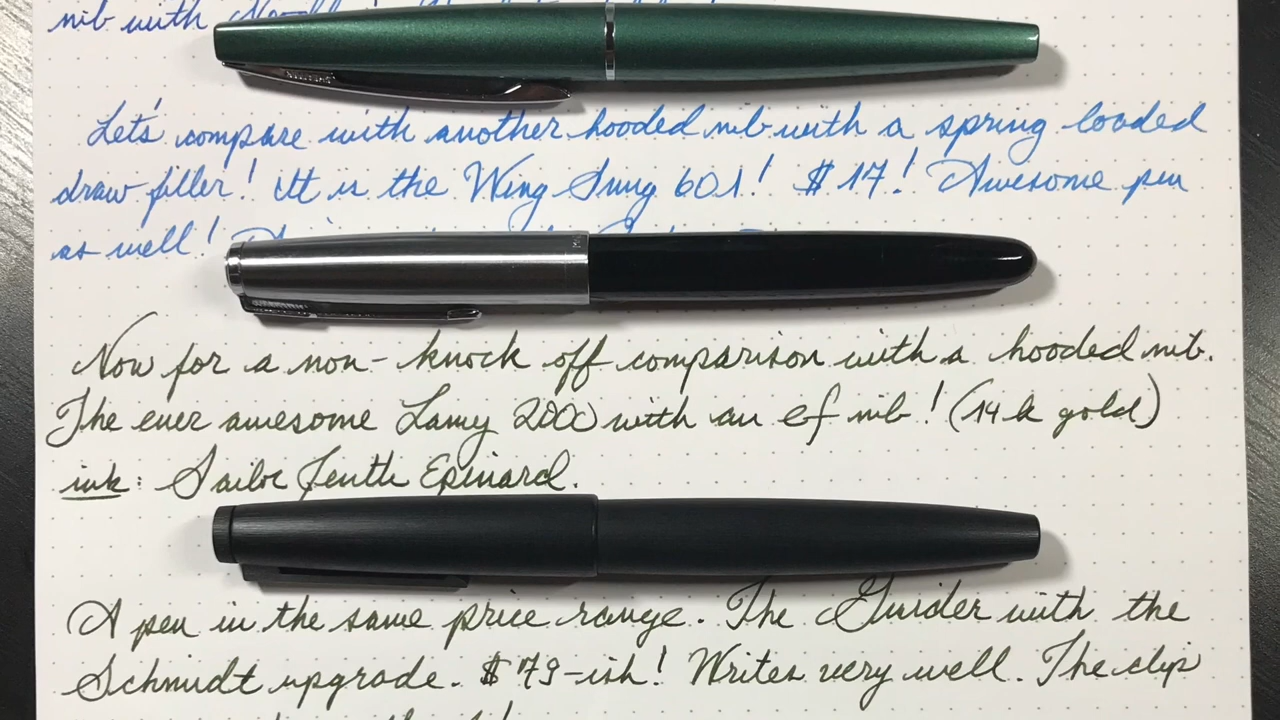 nib with
Let's compare with another hooded nib with a spring loaded
draw filler! It is the Wing Sung 601! $17! Awesome pen
as well!
Now for a non-knock off comparison with a hooded nib.
The ever awesome Lamy 2000 with an ef nib! (14k gold)
ink: Sailor Jentle Epinard.
A pen in the same price range. The Guider with the
Schmidt upgrade. $79-ish! Writes very well. The clip